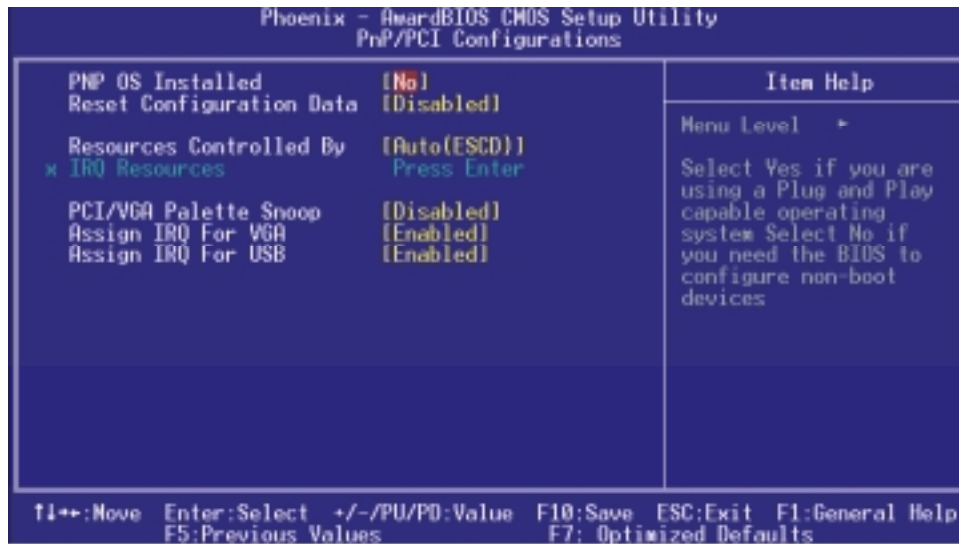 Phoenix - AwardBIOS CMOS Setup Utility
PnP/PCI Configurations
PNP OS Installed [No]
Reset Configuration Data [Disabled]
Resources Controlled By [Auto(ESCD)]
x IRQ Resources Press Enter
PCI/VGA Palette Snoop [Disabled]
Assign IRQ For VGA [Enabled]
Assign IRQ For USB [Enabled]
Item Help
Menu Level ►
Select Yes if you are
using a Plug and Play
capable operating
system Select No if
you need the BIOS to
configure non-boot
devices
↑↓→←:Move Enter:Select +/-/PU/PD:Value F10:Save ESC:Exit F1:General Help
F5:Previous Values F7: Optimized Defaults